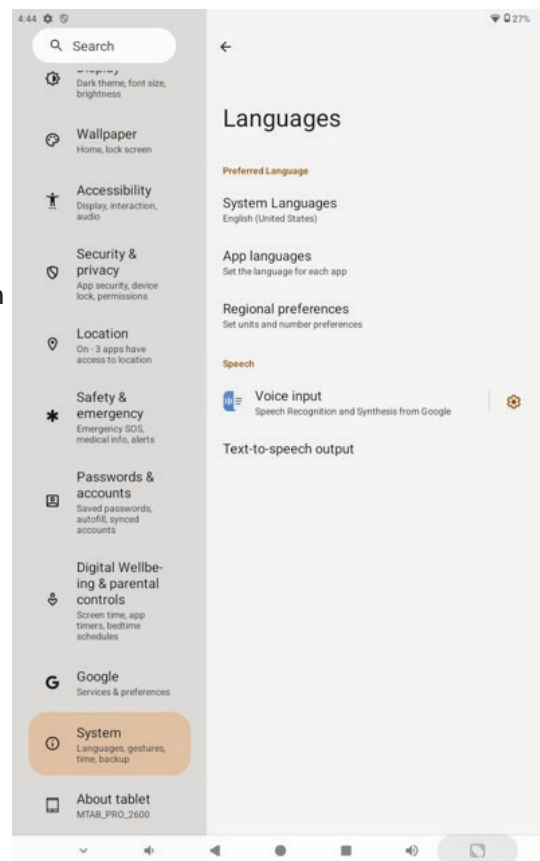 4:44
27%
Search
Dark theme, font size,
brightness
Wallpaper
Home, lock screen
Accessibility
Display, interaction,
audio
Security &
privacy
App security, device
lock, permissions
Location
On - 3 apps have
access to location
Safety &
emergency
Emergency SOS,
medical info, alerts
Passwords &
accounts
Saved passwords,
autofill, synced
accounts
Digital Wellbe-
ing & parental
controls
Screen time, app
timers, bedtime
schedules
Google
Services & preferences
System
Languages, gestures,
time, backup
About tablet
MTAB_PRO_2600
Languages
Preferred Language
System Languages
English (United States)
App languages
Set the language for each app
Regional preferences
Set units and number preferences
Speech
Voice input
Speech Recognition and Synthesis from Google
Text-to-speech output